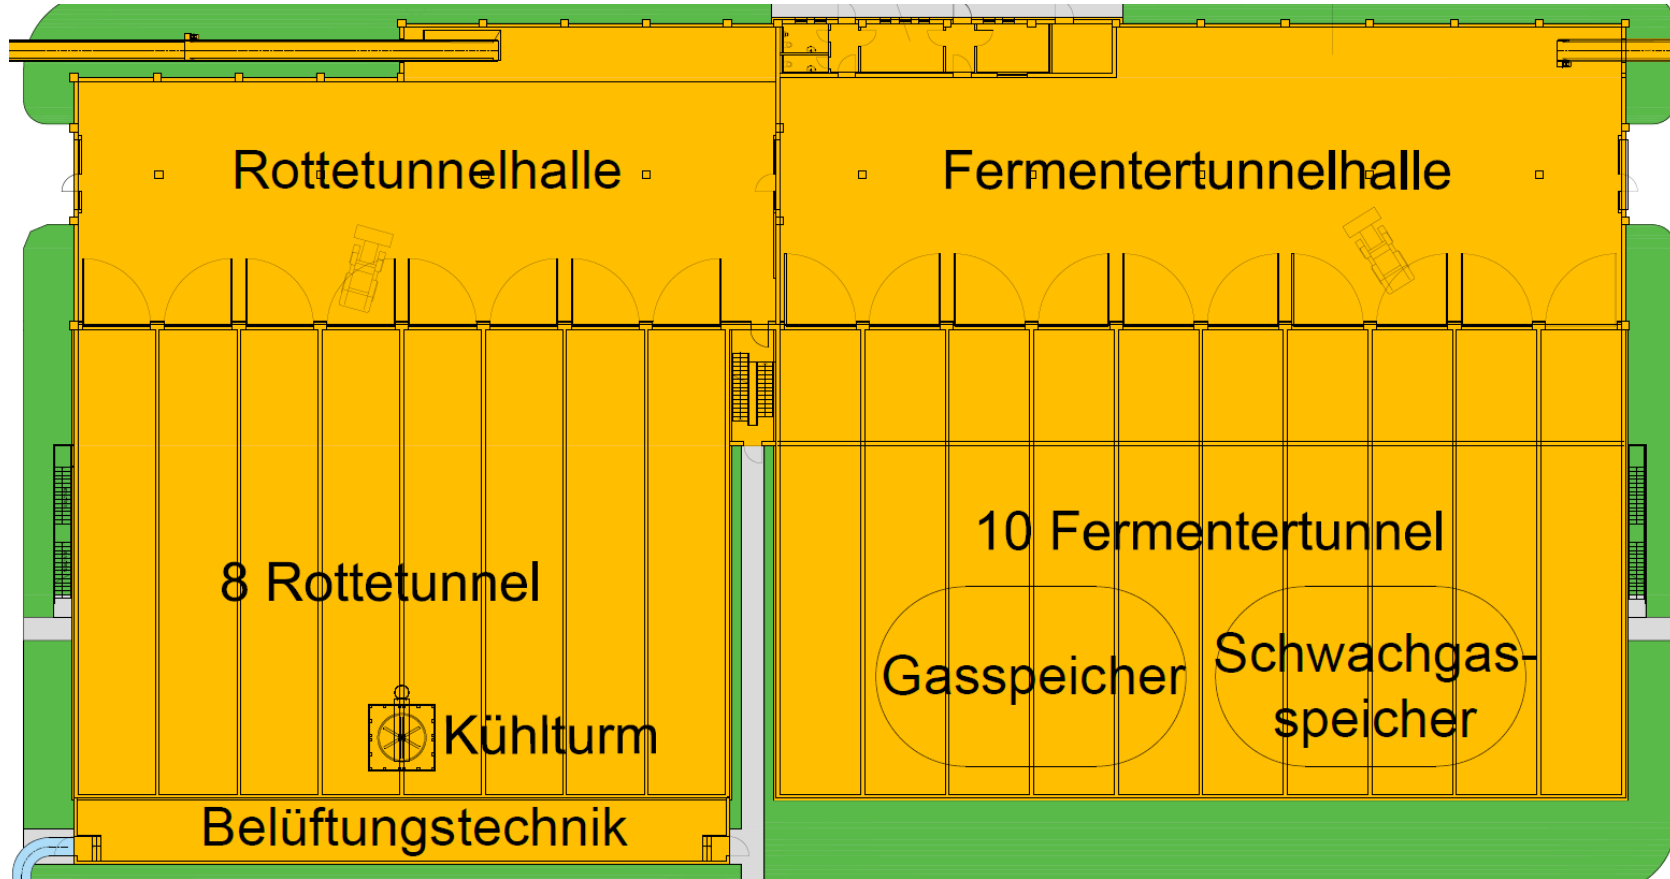 Rottetunnelhalle
Fermentertunnelhalle
10 Fermentertunnel
8 Rottetunnel
Gasspeicher
Schwachgas-
speicher
Kühlturm
Belüftungstechnik